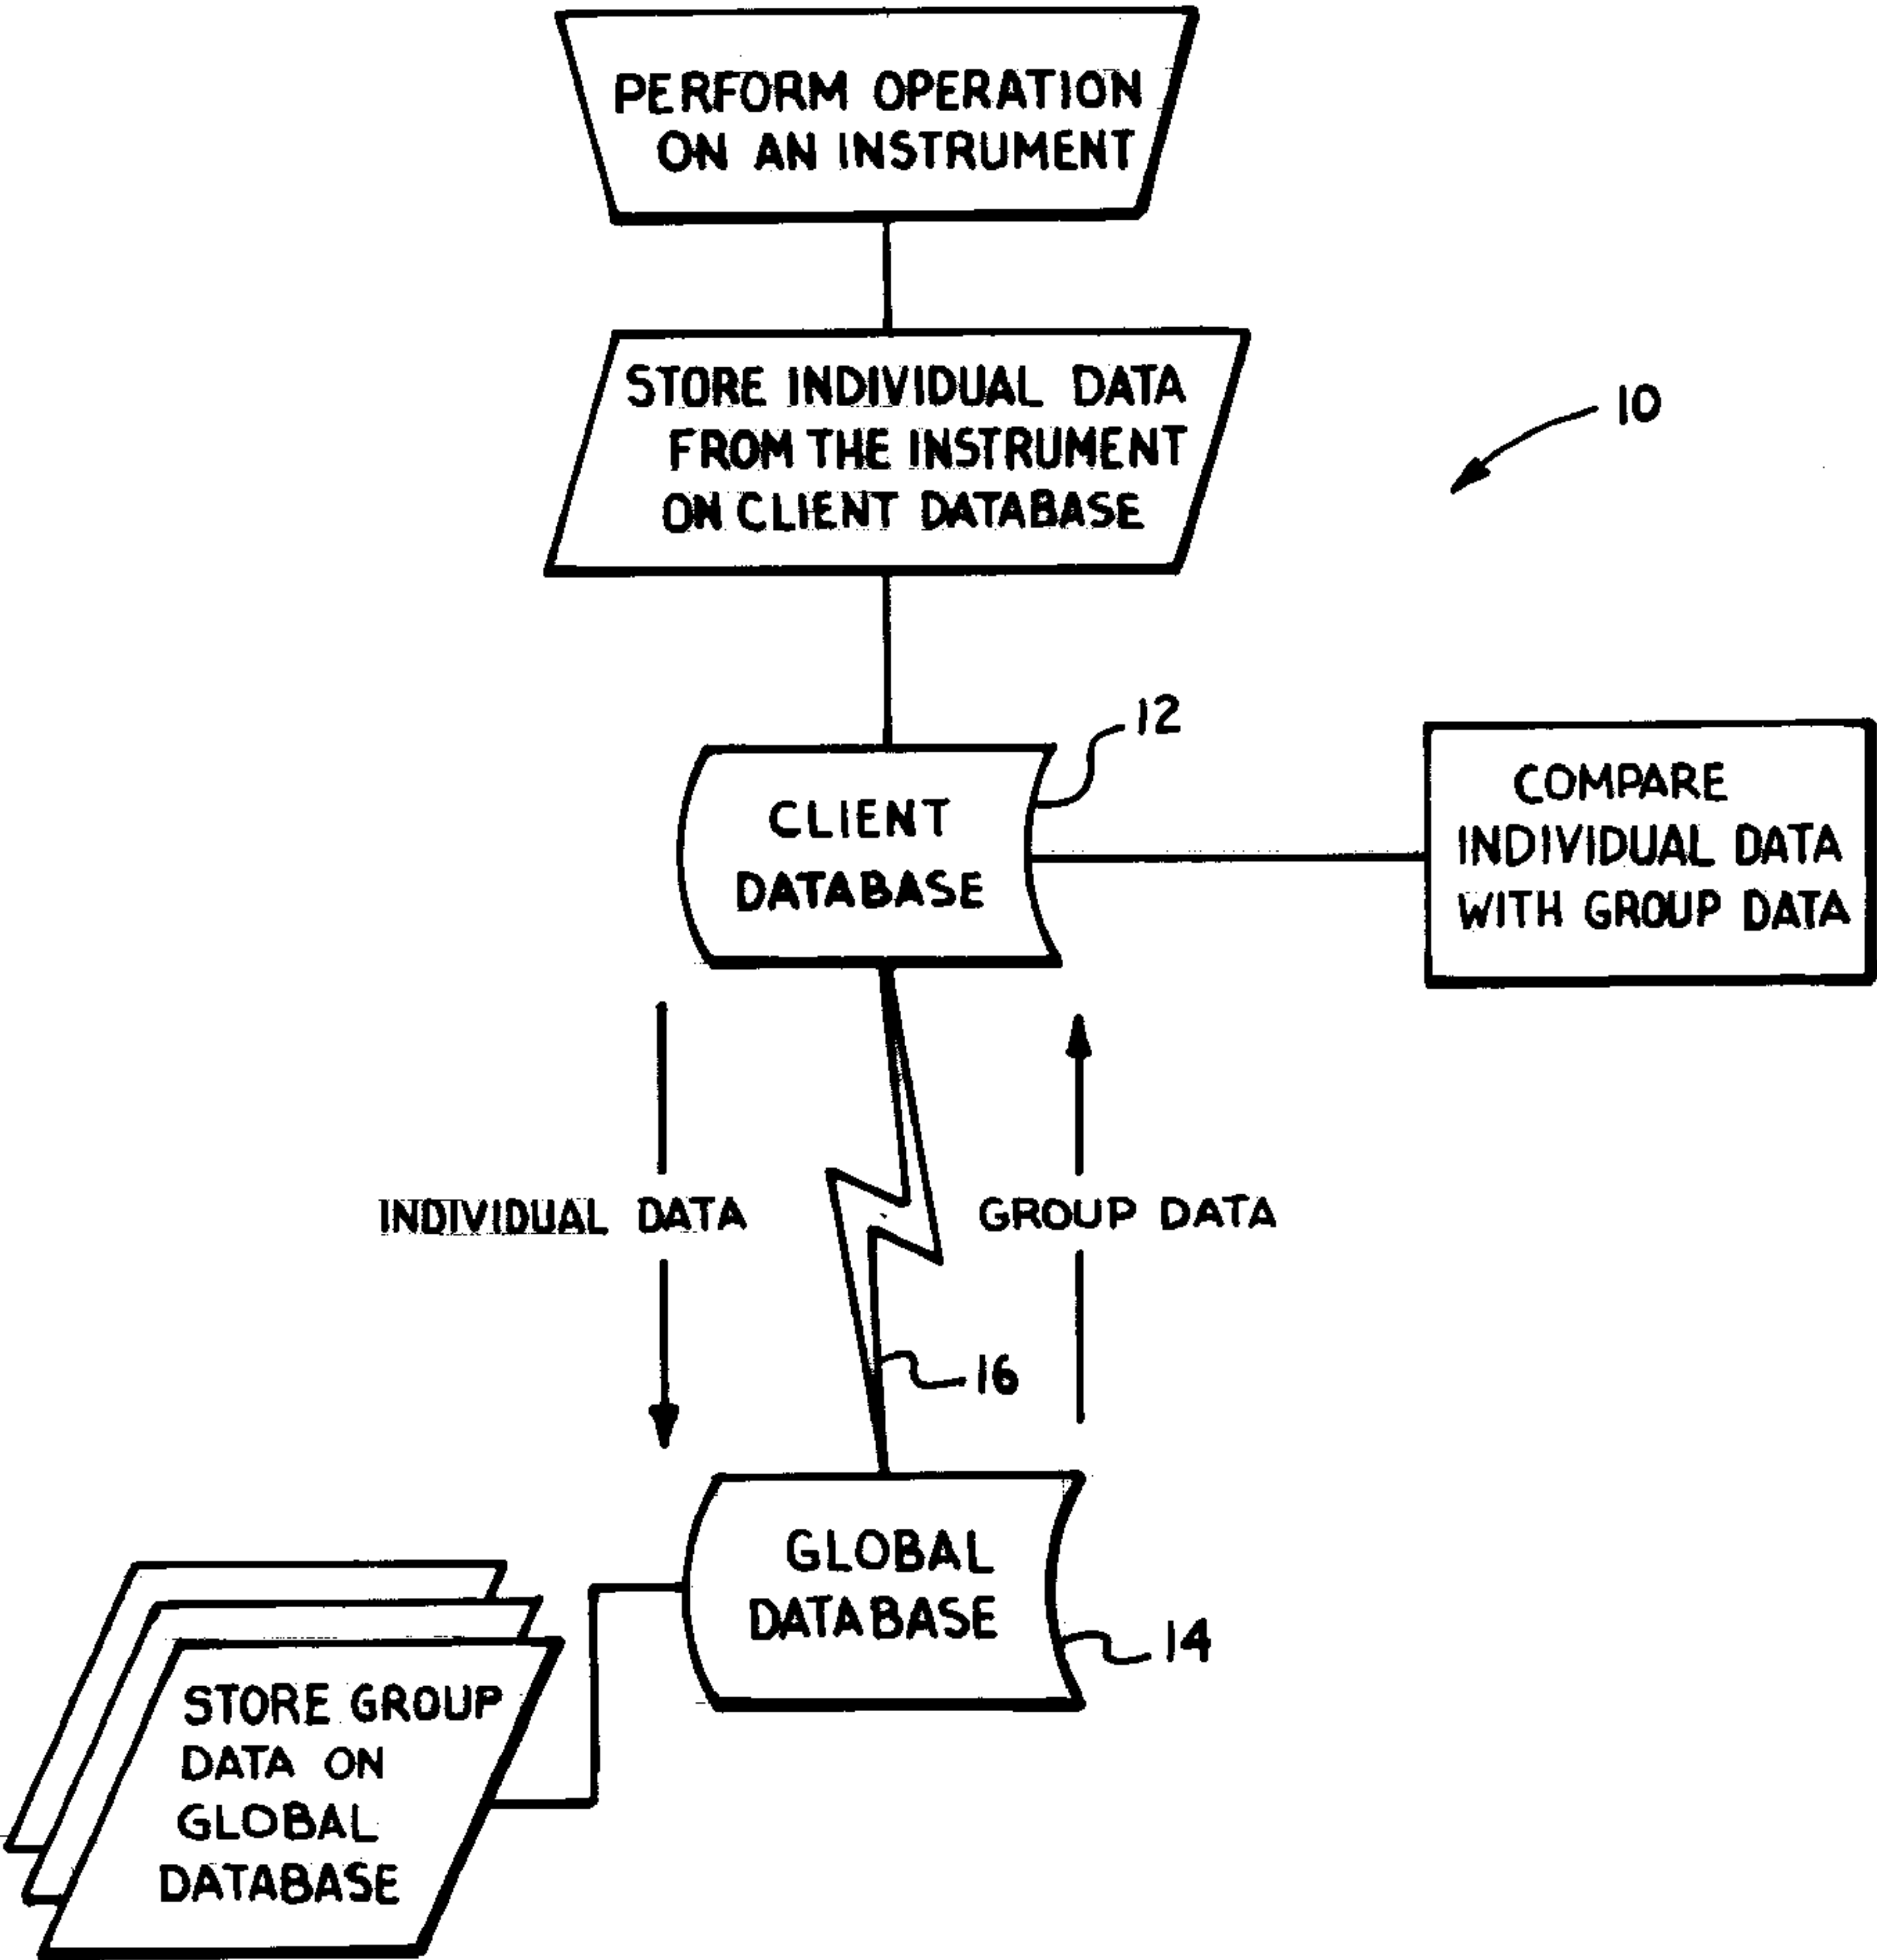 PERFORM OPERATION
ON AN INSTRUMENT
STORE INDIVIDUAL DATA
FROM THE INSTRUMENT
ON CLIENT DATABASE
10
12
CLIENT
DATABASE
COMPARE
INDIVIDUAL DATA
WITH GROUP DATA
INDIVIDUAL DATA
GROUP DATA
16
GLOBAL
DATABASE
14
STORE GROUP
DATA ON
GLOBAL
DATABASE